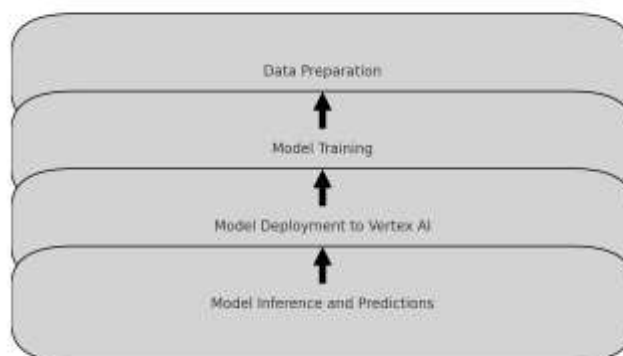 Data Preparation
Model Training
Model Deployment to Vertex AI
Model Inference and Predictions